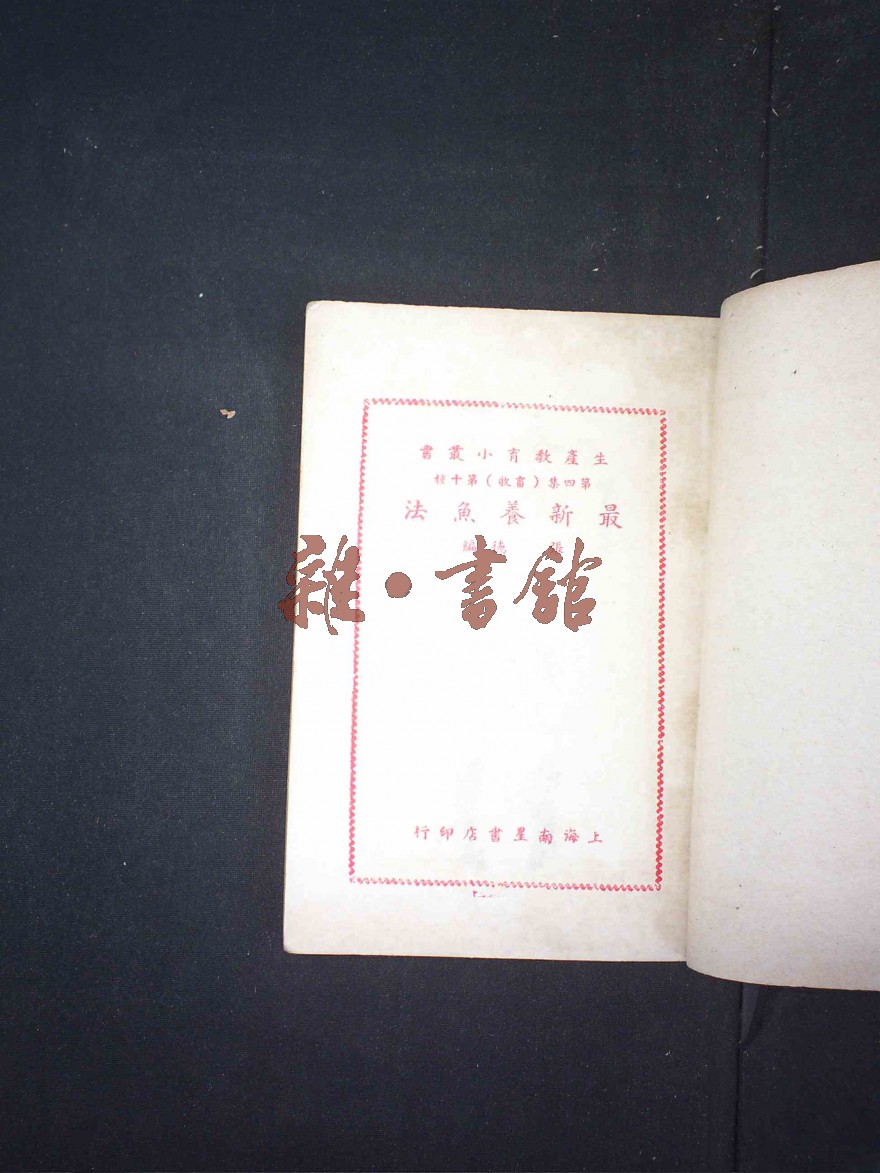 生產教育小叢書
第四集（畜牧）第十種
最新養魚法
張 編
雜·書館
上海南星書店印行